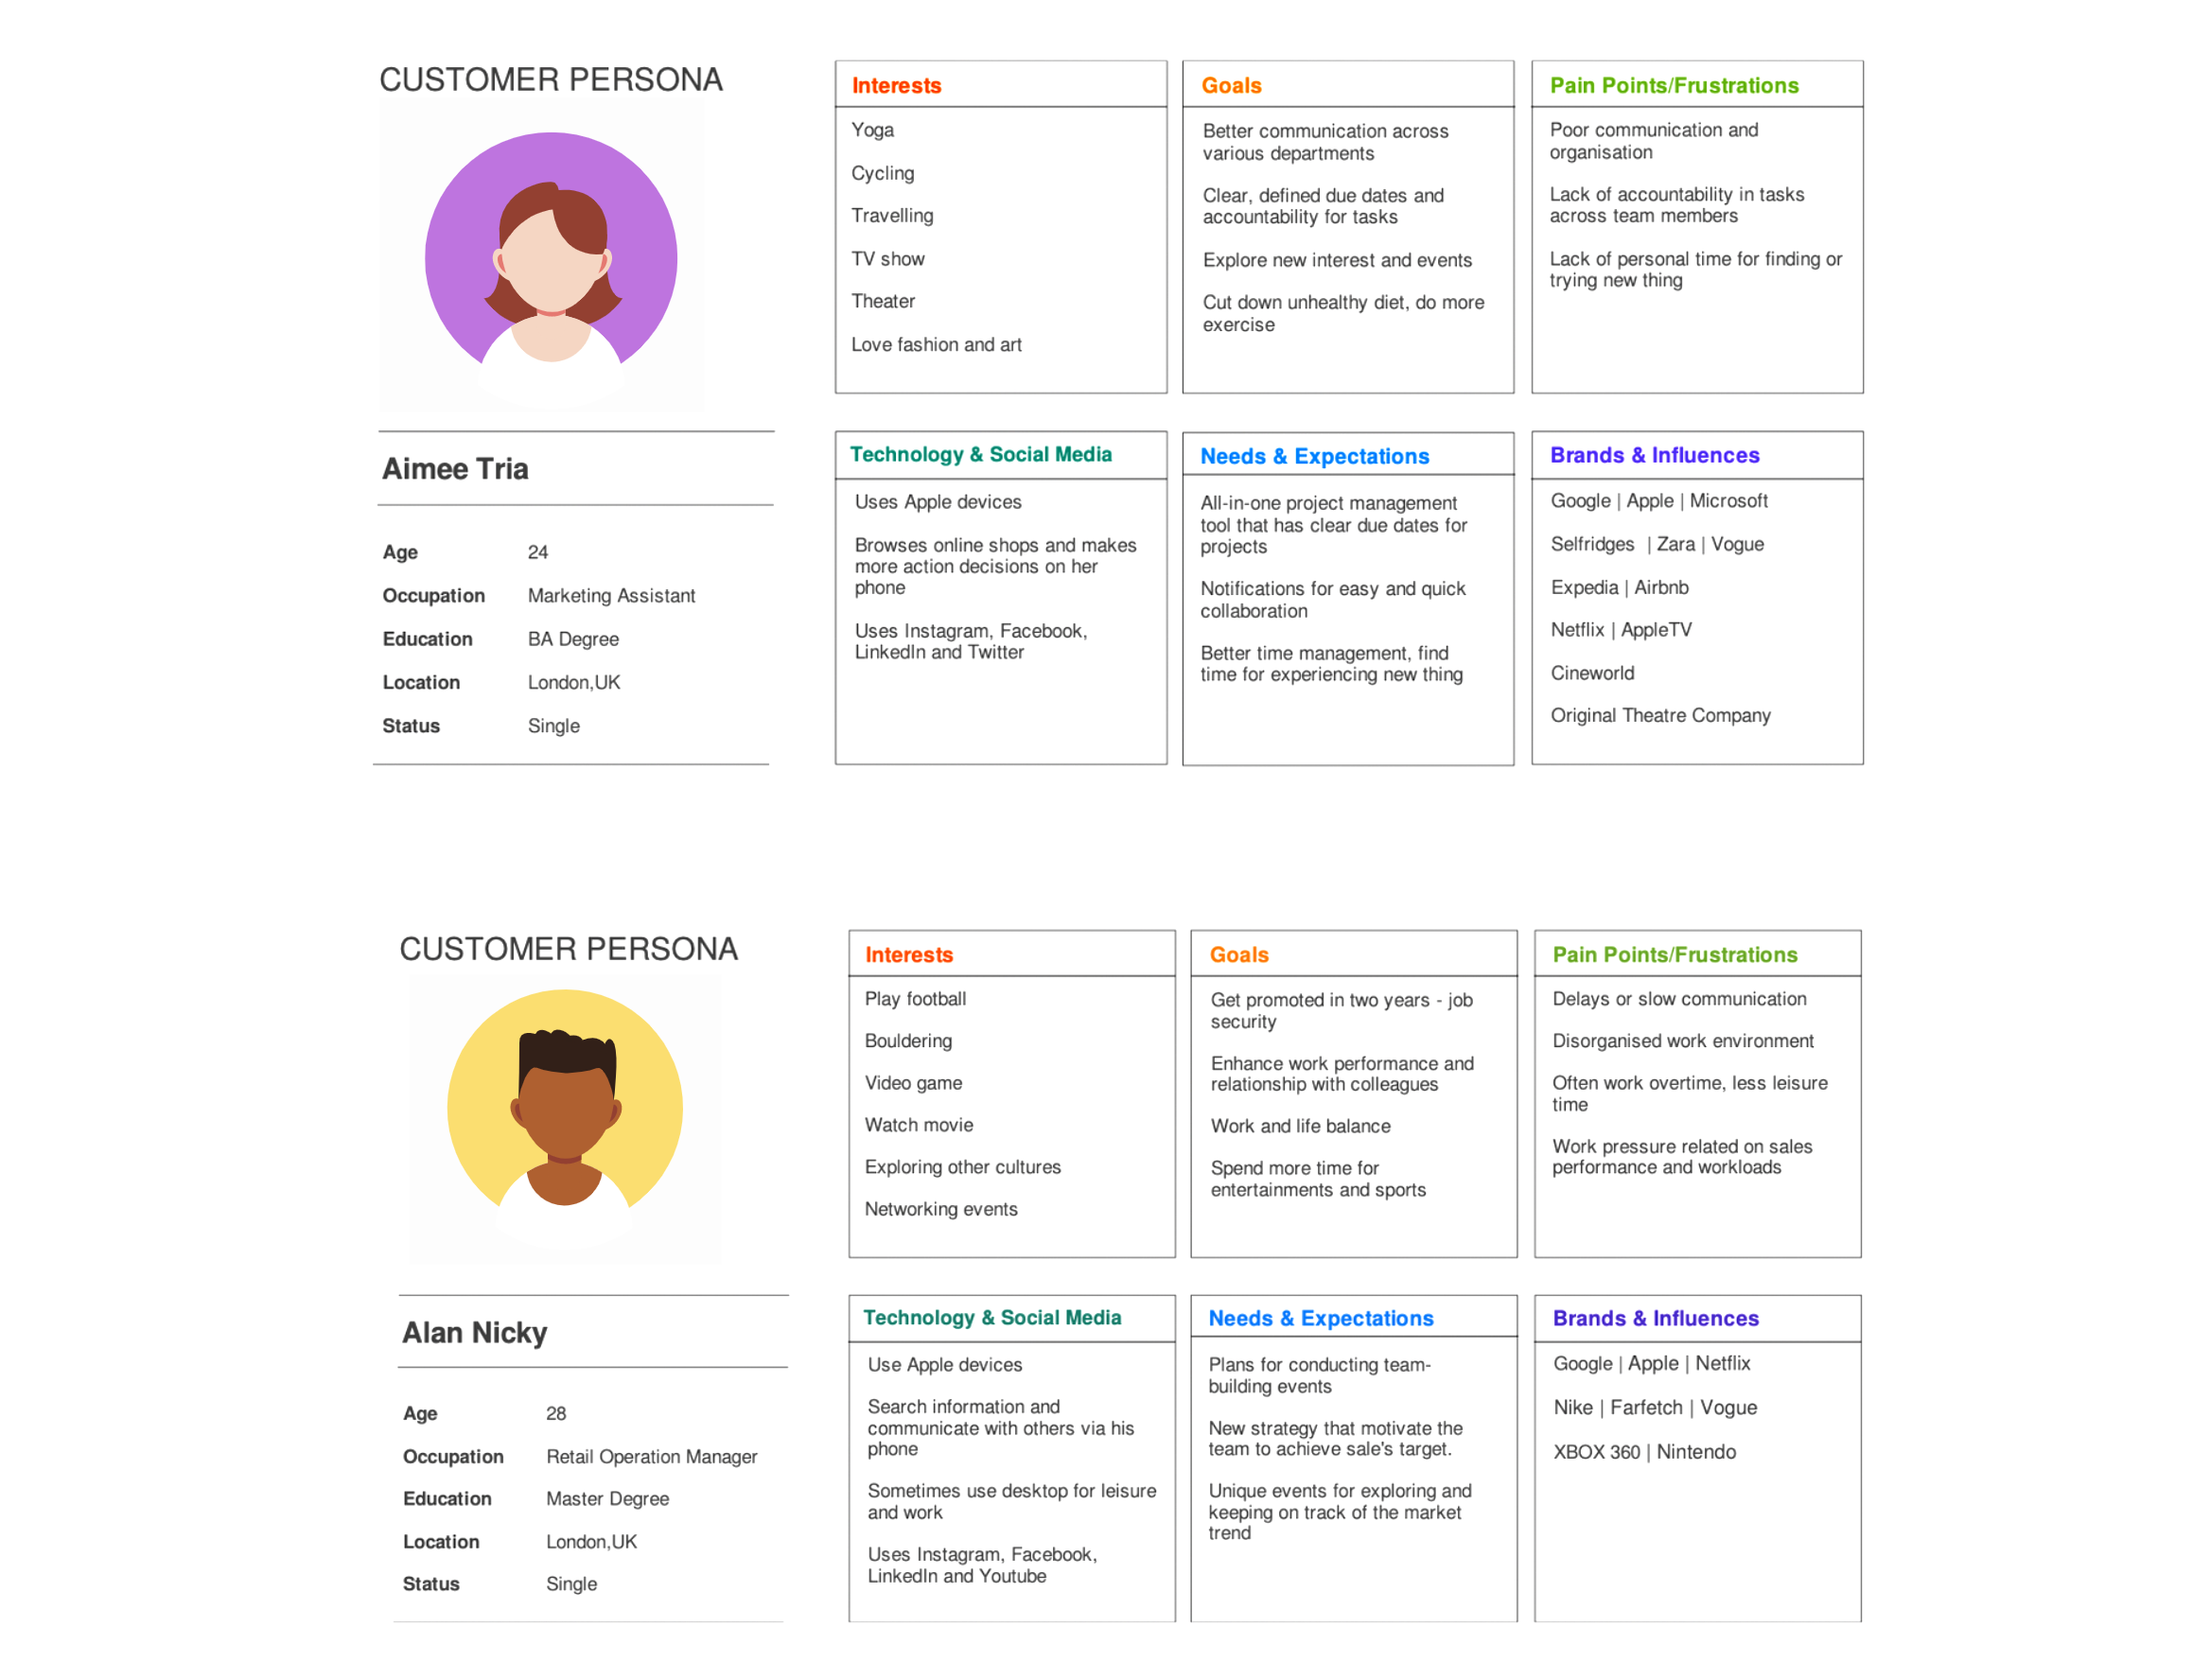 CUSTOMER PERSONA
Aimee Tria
Age 24
Occupation Marketing Assistant
Education BA Degree
Location London,UK
Status Single
Interests
Yoga
Cycling
Travelling
TV show
Theater
Love fashion and art
Goals
Better communication across
various departments
Clear, defined due dates and
accountability for tasks
Explore new interest and events
Cut down unhealthy diet, do more
exercise
Pain Points/Frustrations
Poor communication and
organisation
Lack of accountability in tasks
across team members
Lack of personal time for finding or
trying new thing
Technology & Social Media
Uses Apple devices
Browses online shops and makes
more action decisions on her
phone
Uses Instagram, Facebook,
LinkedIn and Twitter
Needs & Expectations
All-in-one project management
tool that has clear due dates for
projects
Notifications for easy and quick
collaboration
Better time management, find
time for experiencing new thing
Brands & Influences
Google | Apple | Microsoft
Selfridges | Zara | Vogue
Expedia | Airbnb
Netflix | AppleTV
Cineworld
Original Theatre Company
CUSTOMER PERSONA
Alan Nicky
Age 28
Occupation Retail Operation Manager
Education Master Degree
Location London,UK
Status Single
Interests
Play football
Bouldering
Video game
Watch movie
Exploring other cultures
Networking events
Goals
Get promoted in two years - job
security
Enhance work performance and
relationship with colleagues
Work and life balance
Spend more time for
entertainments and sports
Pain Points/Frustrations
Delays or slow communication
Disorganised work environment
Often work overtime, less leisure
time
Work pressure related on sales
performance and workloads
Technology & Social Media
Use Apple devices
Search information and
communicate with others via his
phone
Sometimes use desktop for leisure
and work
Uses Instagram, Facebook,
LinkedIn and Youtube
Needs & Expectations
Plans for conducting team-
building events
New strategy that motivate the
team to achieve sale's target.
Unique events for exploring and
keeping on track of the market
trend
Brands & Influences
Google | Apple | Netflix
Nike | Farfetch | Vogue
XBOX 360 | Nintendo